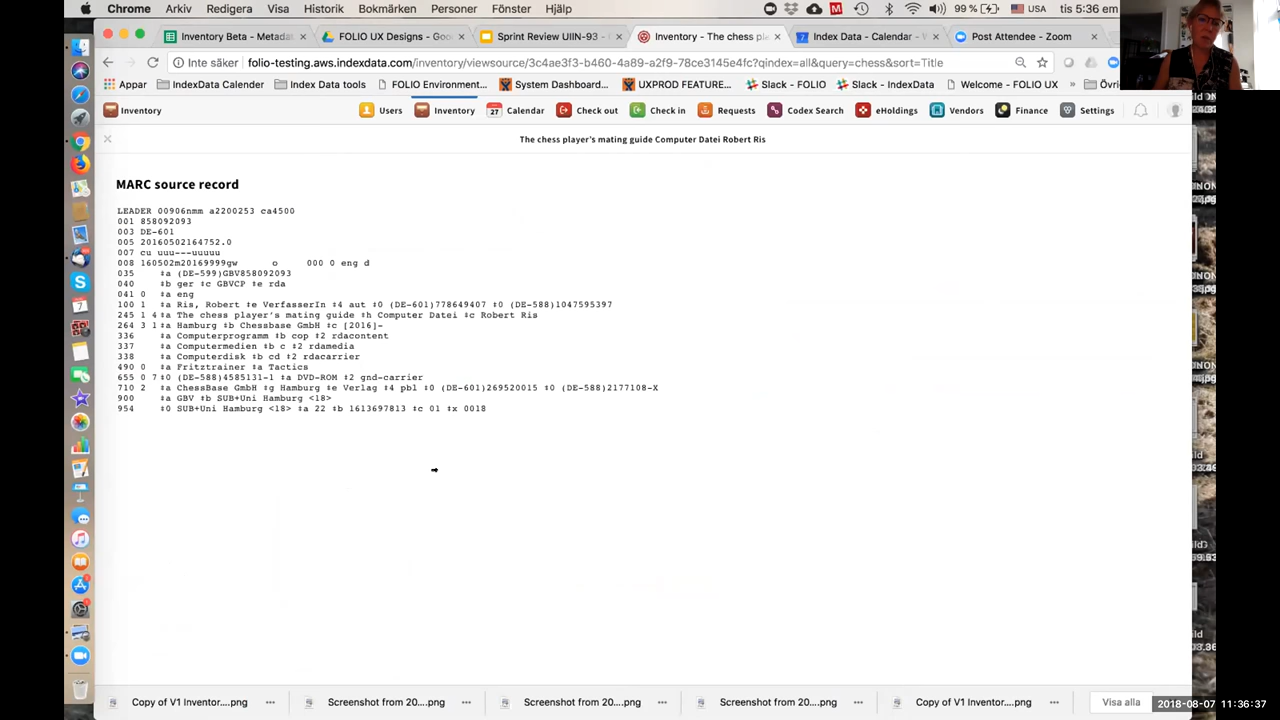 Chrome Arkiv Redigera Visa Historik Bokmärken Personer Fönster Hjälp 99 % USA tis 5:36 em
Inventory Beta - Metad
FOLIO UX Designs - Goo
Sprint Review UIIN-93 -
Inventory - The chess pl
Index Data - Calendar -
Post Attendee - Zoom
Inte säker folio-testing.aws.indexdata.com/inventory/viewsource/3c4ae3f3-b460-4a89-a2f9-78ce3145e4fc?qindex=all&query=chess&sort=Title
Appar IndexData Calender Index Data tools FOLIO Environment... System Dashboard... UXPROD FEATURE... Slack - FOLIO Slack - IndexData Welcome - FOLIO UX »
Inventory Users Inventory 27 Calendar Check out Check in Requests Codex Search eHoldings Vendors Finance Settings
The chess player's mating guide Computer Datei Robert Ris
MARC source record
LEADER 00906nmm a2200253 ca4500
001 858092093
003 DE-601
005 20160502164752.0
007 cu uuu---uuuuu
008 160502m20169999gw o 000 0 eng d
035 ‡a (DE-599)GBV858092093
040 ‡b ger ‡c GBVCP ‡e rda
041 0 ‡a eng
100 1 ‡a Ris, Robert ‡e VerfasserIn ‡4 aut ‡0 (DE-601)778649407 ‡0 (DE-588)1047595397
245 1 4 ‡a The chess player's mating guide ‡h Computer Datei ‡c Robert Ris
264 3 1 ‡a Hamburg ‡b Chessbase GmbH ‡c [2016]-
336 ‡a Computerprogramm ‡b cop ‡2 rdacontent
337 ‡a Computermedien ‡b c ‡2 rdamedia
338 ‡a Computerdisk ‡b cd ‡2 rdacarrier
490 0 ‡a Fritztrainer ‡a Tactics
655 0 7 ‡0 (DE-588)4585131-1 ‡a DVD-ROM ‡2 gnd-carrier
710 2 ‡a ChessBase GmbH ‡g Hamburg ‡e Verlag ‡4 pbl ‡0 (DE-601)269520015 ‡0 (DE-588)2177108-X
900 ‡a GBV ‡b SUB+Uni Hamburg <18>
954 ‡0 SUB+Uni Hamburg <18> ‡a 22 ‡b 1613697813 ‡c 01 ‡x 0018
Copy of V1 Inventor....png
Screenshot from 20....png
Screenshot from 20....png
Screenshot from 20....png
Copy of V1 Inventor....png
Visa alla
2018-08-07 11:36:37